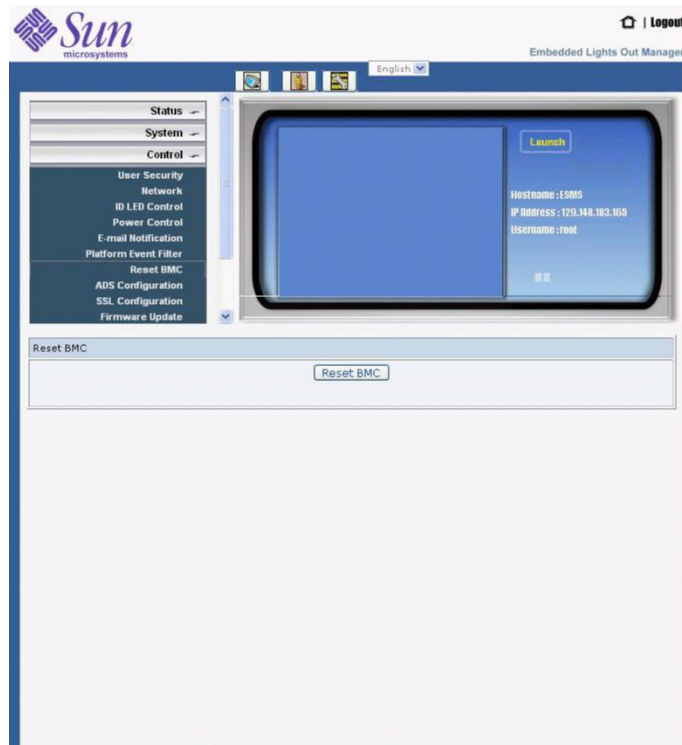 Sun
microsystems
| Logout
Embedded Lights Out Manager
English
Status
System
Control
User Security
Network
ID LED Control
Power Control
E-mail Notification
Platform Event Filter
Reset BMC
ADS Configuration
SSL Configuration
Firmware Update
Launch
Hostname :ESMS
IP Address : 129.148.183.165
Username :root
Reset BMC
Reset BMC